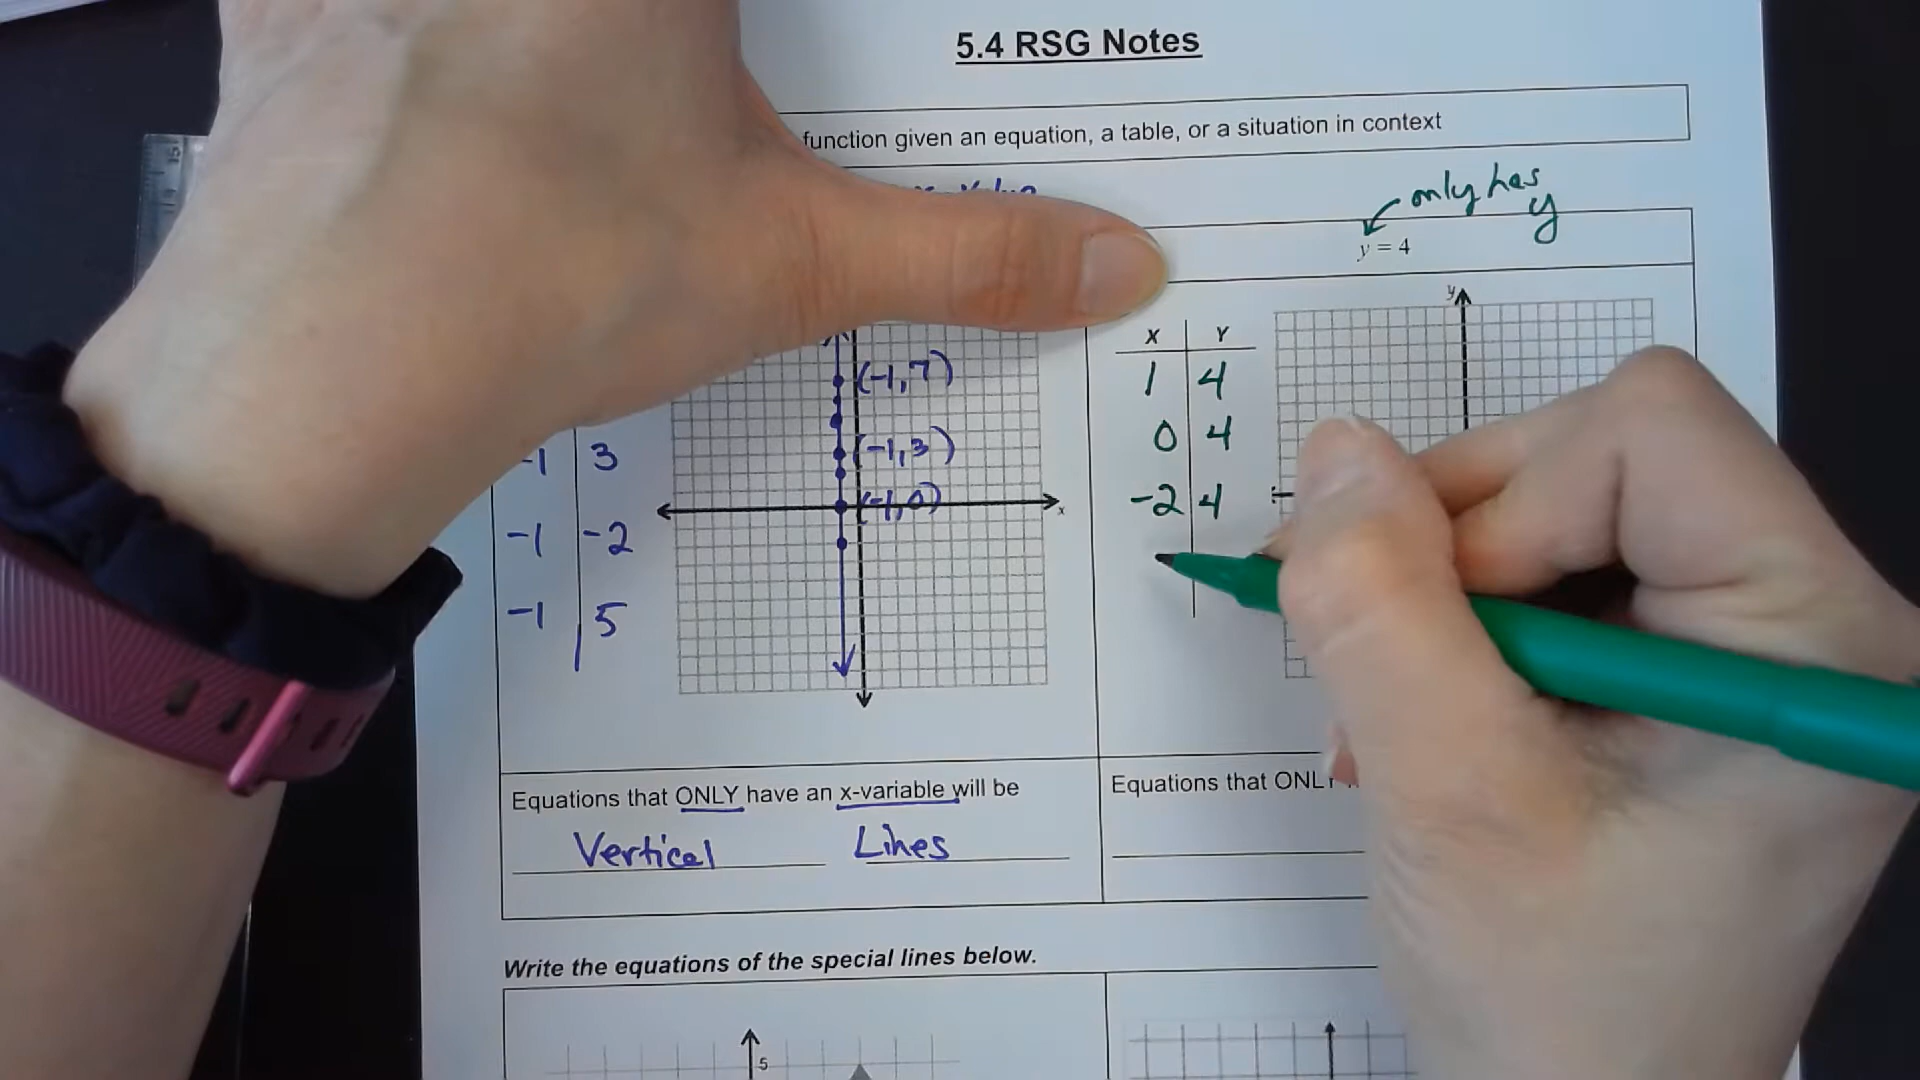 5.4 RSG Notes
function given an equation, a table, or a situation in context
only has
y
y = 4
y
X Y
1 4
0 4
-2 4
(-1,7)
(-1,3)
(-1,0)
x
-1 3
-1 -2
-1 5
Equations that ONLY have an x-variable will be
Vertical Lines
Equations that ONLY
Write the equations of the special lines below.
5